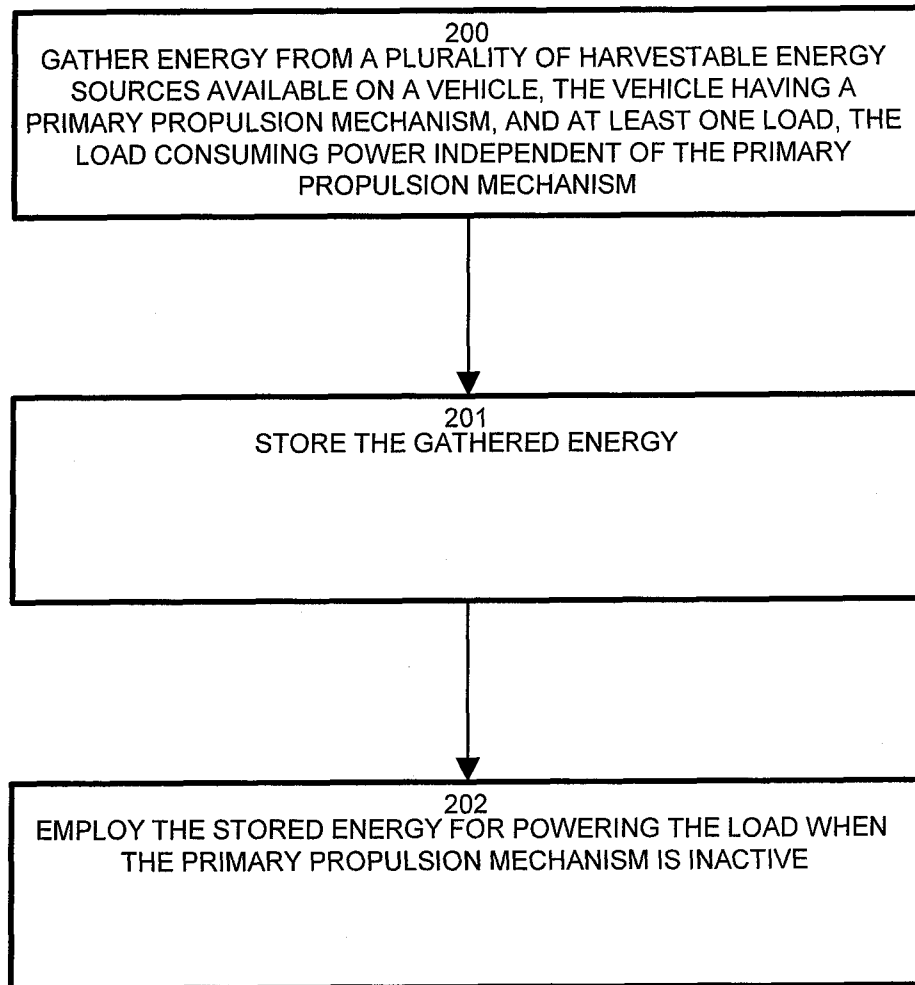 200
GATHER ENERGY FROM A PLURALITY OF HARVESTABLE ENERGY
SOURCES AVAILABLE ON A VEHICLE, THE VEHICLE HAVING A
PRIMARY PROPULSION MECHANISM, AND AT LEAST ONE LOAD, THE
LOAD CONSUMING POWER INDEPENDENT OF THE PRIMARY
PROPULSION MECHANISM
201
STORE THE GATHERED ENERGY
202
EMPLOY THE STORED ENERGY FOR POWERING THE LOAD WHEN
THE PRIMARY PROPULSION MECHANISM IS INACTIVE